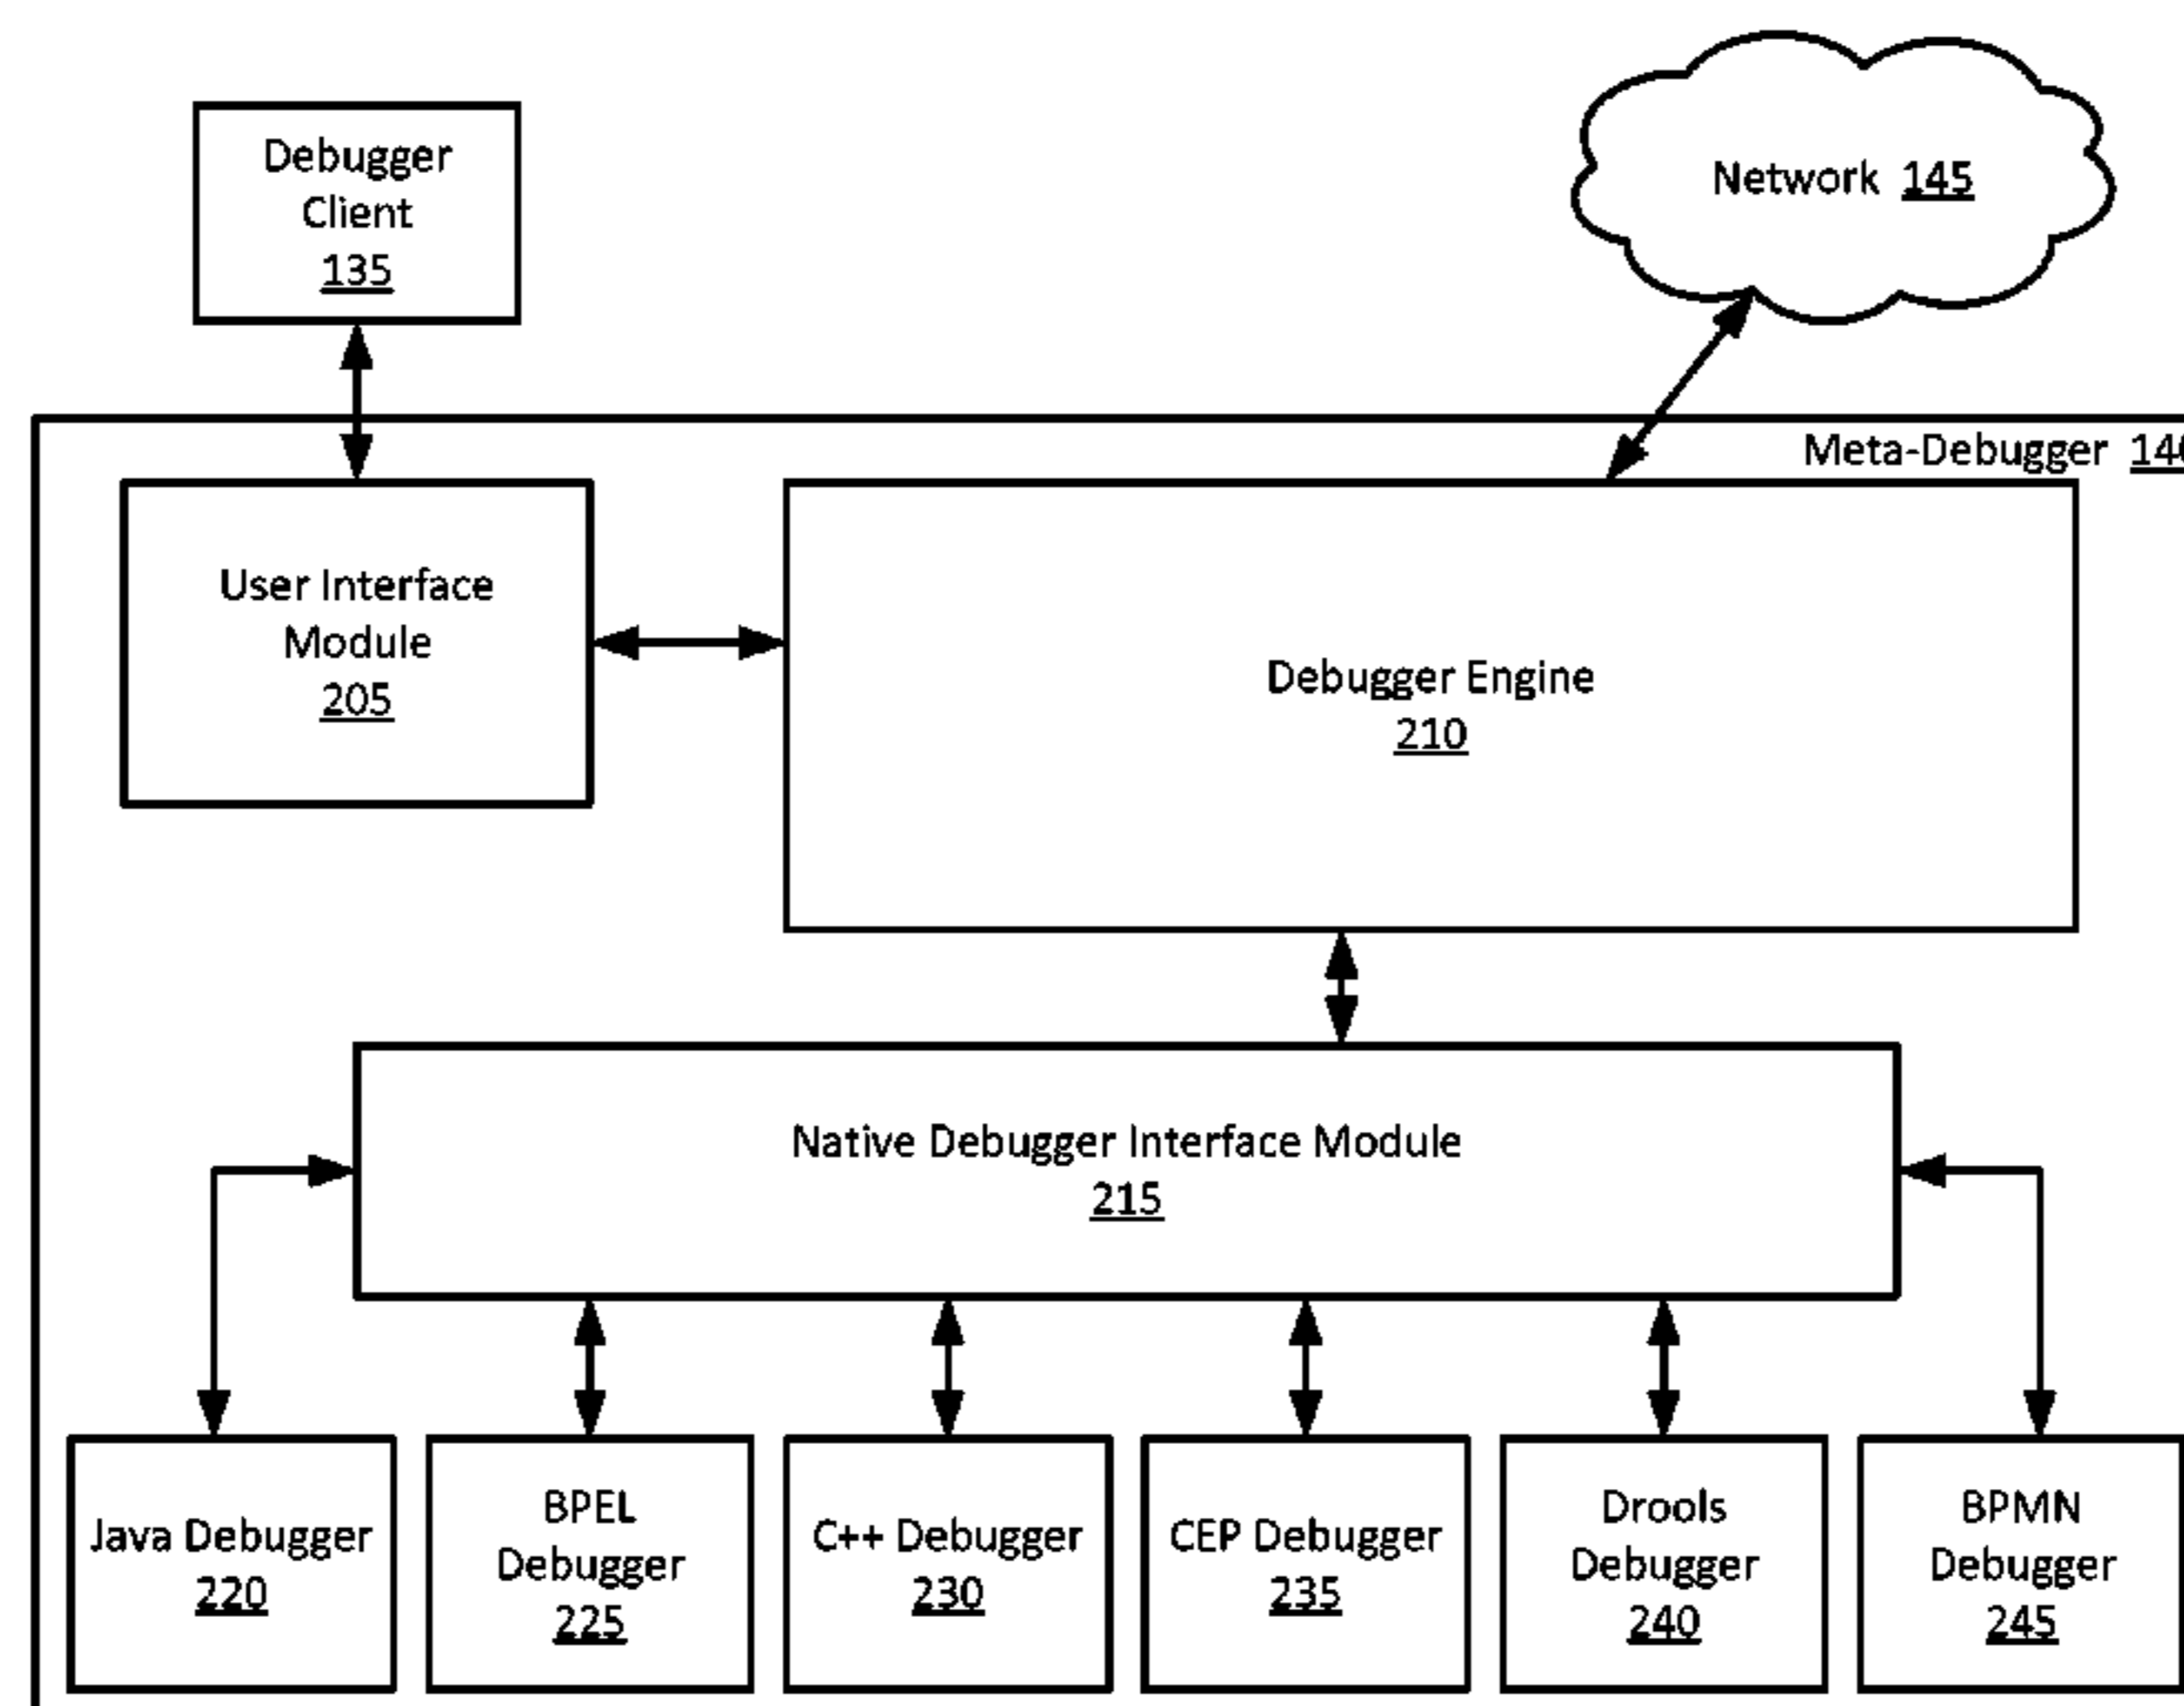 Debugger
Client
135
Network 145
Meta-Debugger
User Interface
Module
205
Debugger Engine
210
Native Debugger Interface Module
215
Java Debugger
220
BPEL
Debugger
225
C++ Debugger
230
CEP Debugger
235
Drools
Debugger
240
BPMN
Debugger
245